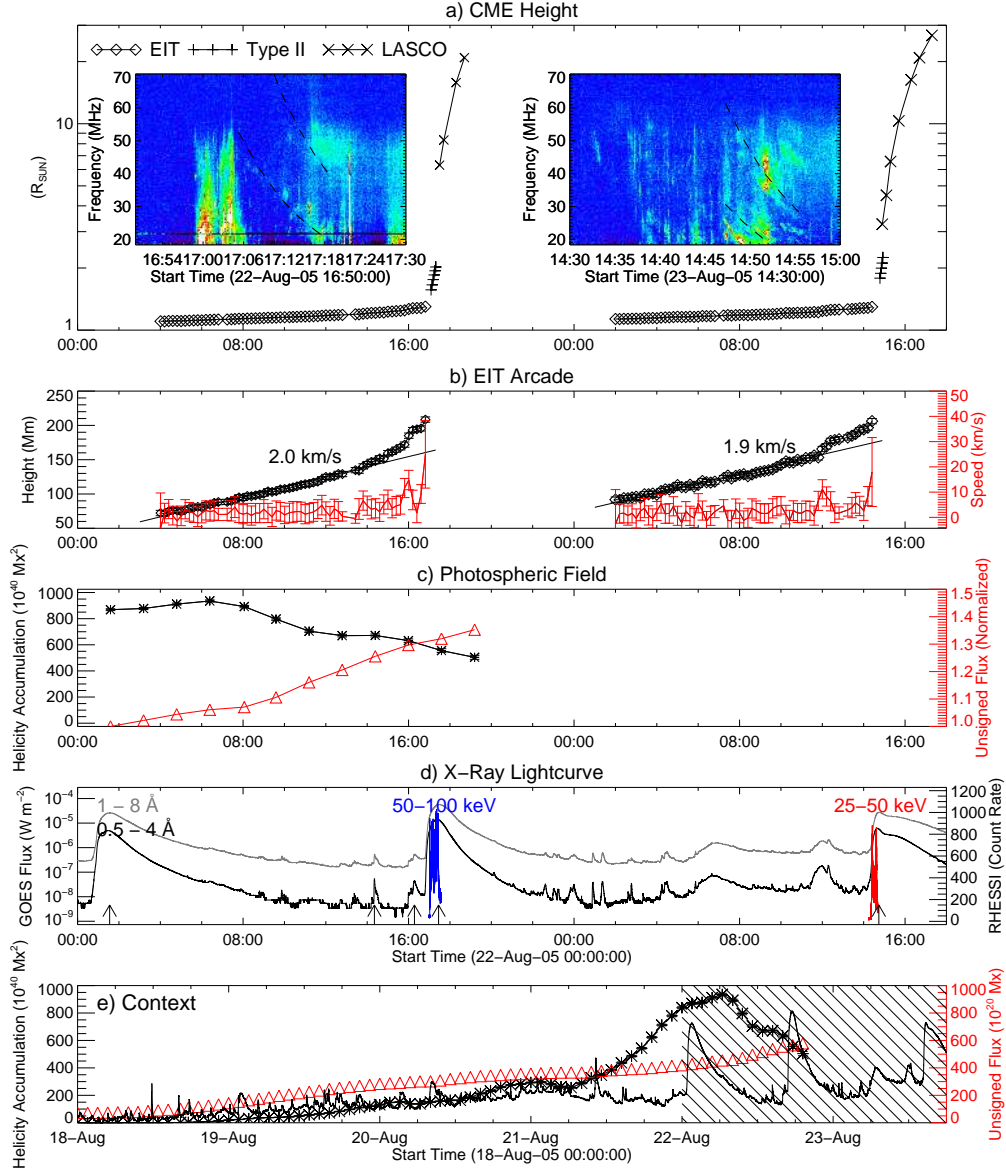 a) CME Height
EIT Type II LASCO
10
1
(R_SUN)
70
60
50
40
30
20
Frequency (MHz)
16:54 17:00 17:06 17:12 17:18 17:24 17:30
Start Time (22-Aug-05 16:50:00)
70
60
50
40
30
20
Frequency (MHz)
14:30 14:35 14:40 14:45 14:50 14:55 15:00
Start Time (23-Aug-05 14:30:00)
00:00 08:00 16:00 00:00 08:00 16:00
b) EIT Arcade
250
200
150
100
50
Height (Mm)
2.0 km/s
1.9 km/s
50
40
30
20
10
0
Speed (km/s)
00:00 08:00 16:00 00:00 08:00 16:00
c) Photospheric Field
1000
800
600
400
200
0
Helicity Accumulation (10⁴⁰ Mx²)
1.5
1.4
1.3
1.2
1.1
1.0
Unsigned Flux (Normalized)
00:00 08:00 16:00 00:00 08:00 16:00
d) X-Ray Lightcurve
10⁻⁴
10⁻⁵
10⁻⁶
10⁻⁷
10⁻⁸
10⁻⁹
GOES Flux (W m⁻²)
1 – 8 Å
0.5 – 4 Å
50–100 keV
25–50 keV
1200
1000
800
600
400
200
0
RHESSI (Count Rate)
00:00 08:00 16:00 00:00 08:00 16:00
Start Time (22-Aug-05 00:00:00)
e) Context
1000
800
600
400
200
0
Helicity Accumulation (10⁴⁰ Mx²)
1000
800
600
400
200
0
Unsigned Flux (10²⁰ Mx)
18-Aug 19-Aug 20-Aug 21-Aug 22-Aug 23-Aug
Start Time (18-Aug-05 00:00:00)